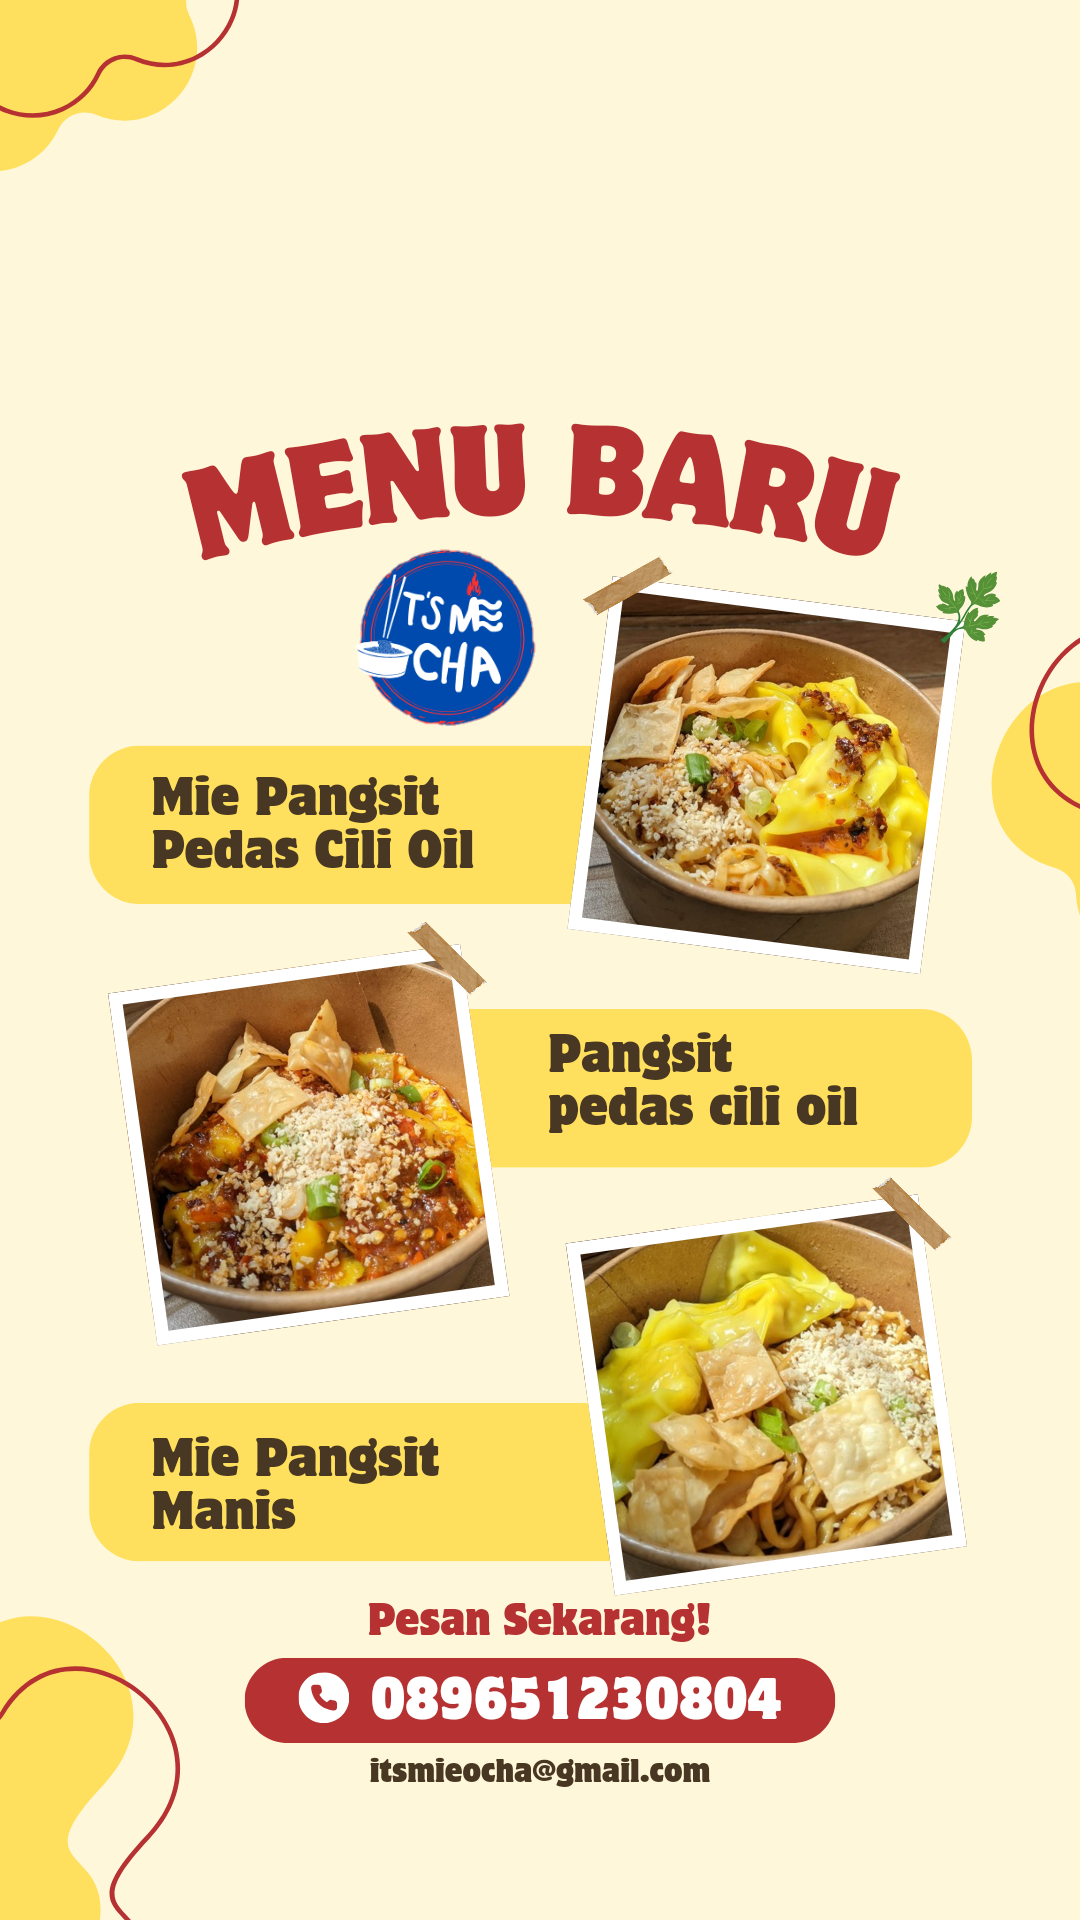 MENU BARU
IT'S ME
OCHA
Mie Pangsit
Pedas Cili Oil
Pangsit
pedas cili oil
Mie Pangsit
Manis
Pesan Sekarang!
089651230804
itsmieocha@gmail.com